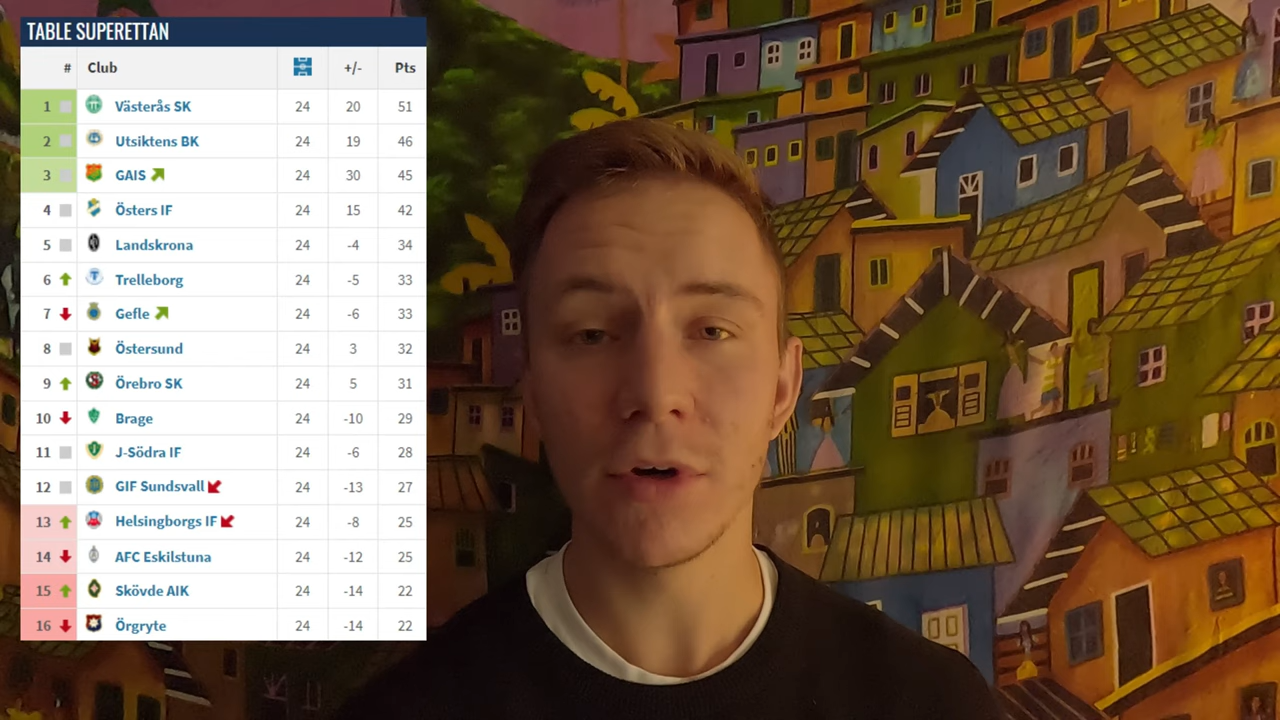 TABLE SUPERETTAN
# Club +/- Pts
1 Västerås SK 24 20 51
2 Utsiktens BK 24 19 46
3 GAIS 24 30 45
4 Östers IF 24 15 42
5 Landskrona 24 -4 34
6 Trelleborg 24 -5 33
7 Gefle 24 -6 33
8 Östersund 24 3 32
9 Örebro SK 24 5 31
10 Brage 24 -10 29
11 J-Södra IF 24 -6 28
12 GIF Sundsvall 24 -13 27
13 Helsingborgs IF 24 -8 25
14 AFC Eskilstuna 24 -12 25
15 Skövde AIK 24 -14 22
16 Örgryte 24 -14 22